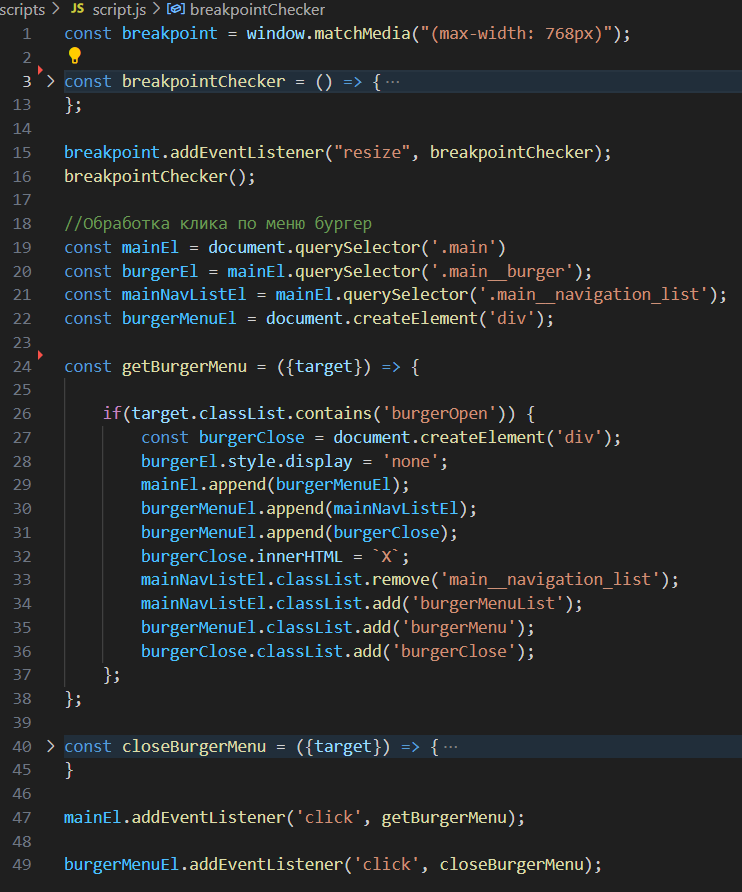 scripts > JS script.js > breakpointChecker
1 const breakpoint = window.matchMedia("(max-width: 768px)");
2
3 const breakpointChecker = () => { ···
13 };
14
15 breakpoint.addEventListener("resize", breakpointChecker);
16 breakpointChecker();
17
18 //Обработка клика по меню бургер
19 const mainEl = document.querySelector('.main')
20 const burgerEl = mainEl.querySelector('.main__burger');
21 const mainNavListEl = mainEl.querySelector('.main__navigation_list');
22 const burgerMenuEl = document.createElement('div');
23
24 const getBurgerMenu = ({target}) => {
25
26 if(target.classList.contains('burgerOpen')) {
27 const burgerClose = document.createElement('div');
28 burgerEl.style.display = 'none';
29 mainEl.append(burgerMenuEl);
30 burgerMenuEl.append(mainNavListEl);
31 burgerMenuEl.append(burgerClose);
32 burgerClose.innerHTML = `X`;
33 mainNavListEl.classList.remove('main__navigation_list');
34 mainNavListEl.classList.add('burgerMenuList');
35 burgerMenuEl.classList.add('burgerMenu');
36 burgerClose.classList.add('burgerClose');
37 };
38 };
39
40 const closeBurgerMenu = ({target}) => { ···
45 }
46
47 mainEl.addEventListener('click', getBurgerMenu);
48
49 burgerMenuEl.addEventListener('click', closeBurgerMenu);